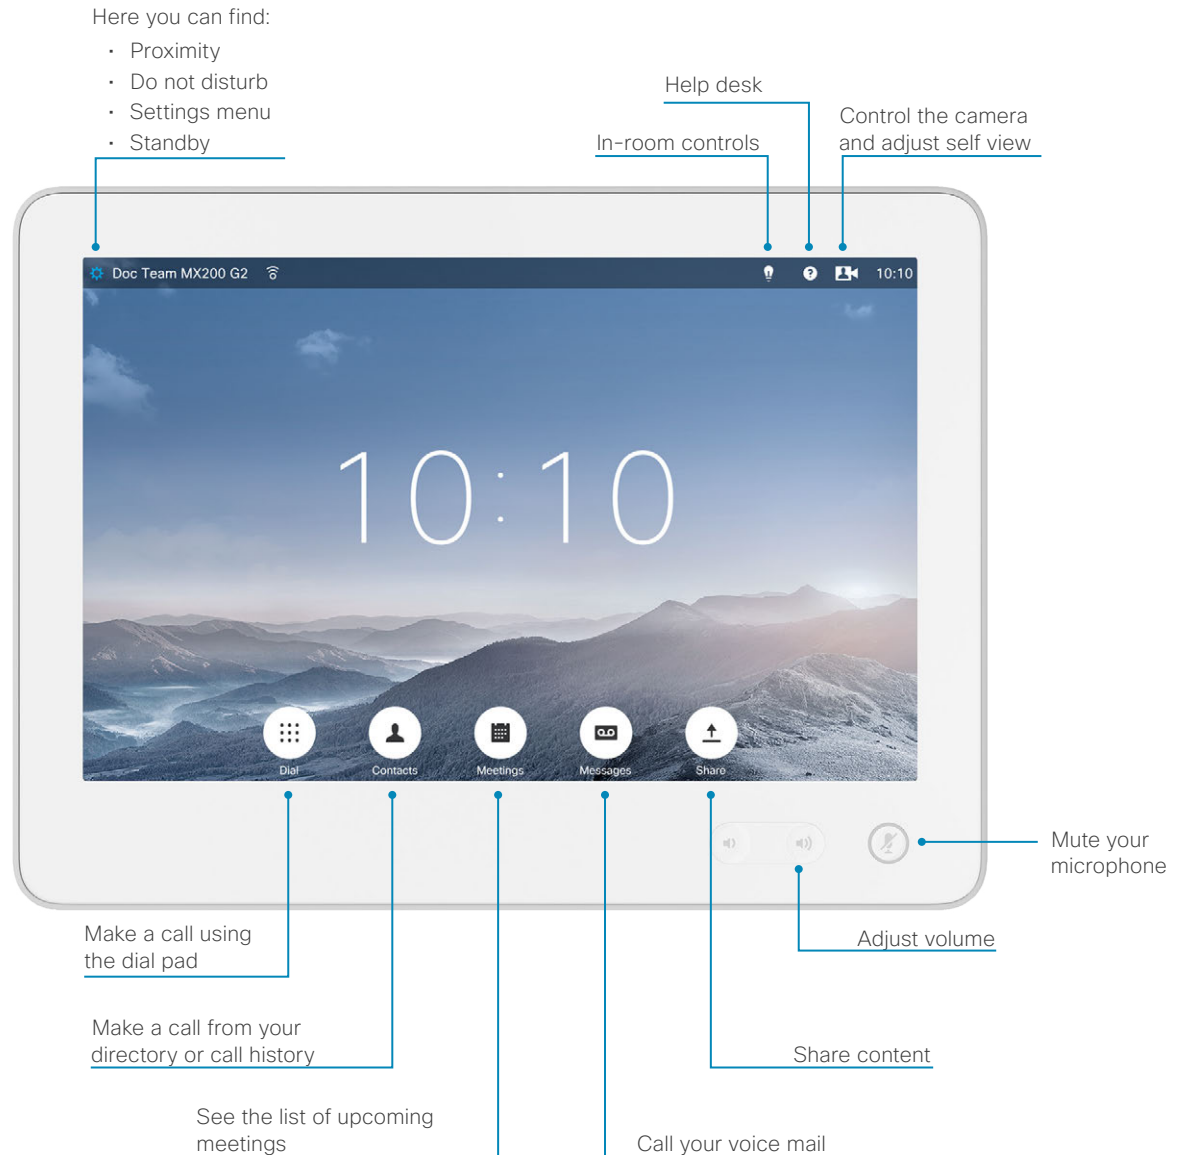 Here you can find:
· Proximity
· Do not disturb
· Settings menu
· Standby
Help desk
Control the camera
and adjust self view
In-room controls
Doc Team MX200 G2
?
10:10
10:10
Dial
Contacts
Meetings
Messages
Share
Mute your
microphone
Adjust volume
Make a call using
the dial pad
Make a call from your
directory or call history
Share content
See the list of upcoming
meetings
Call your voice mail